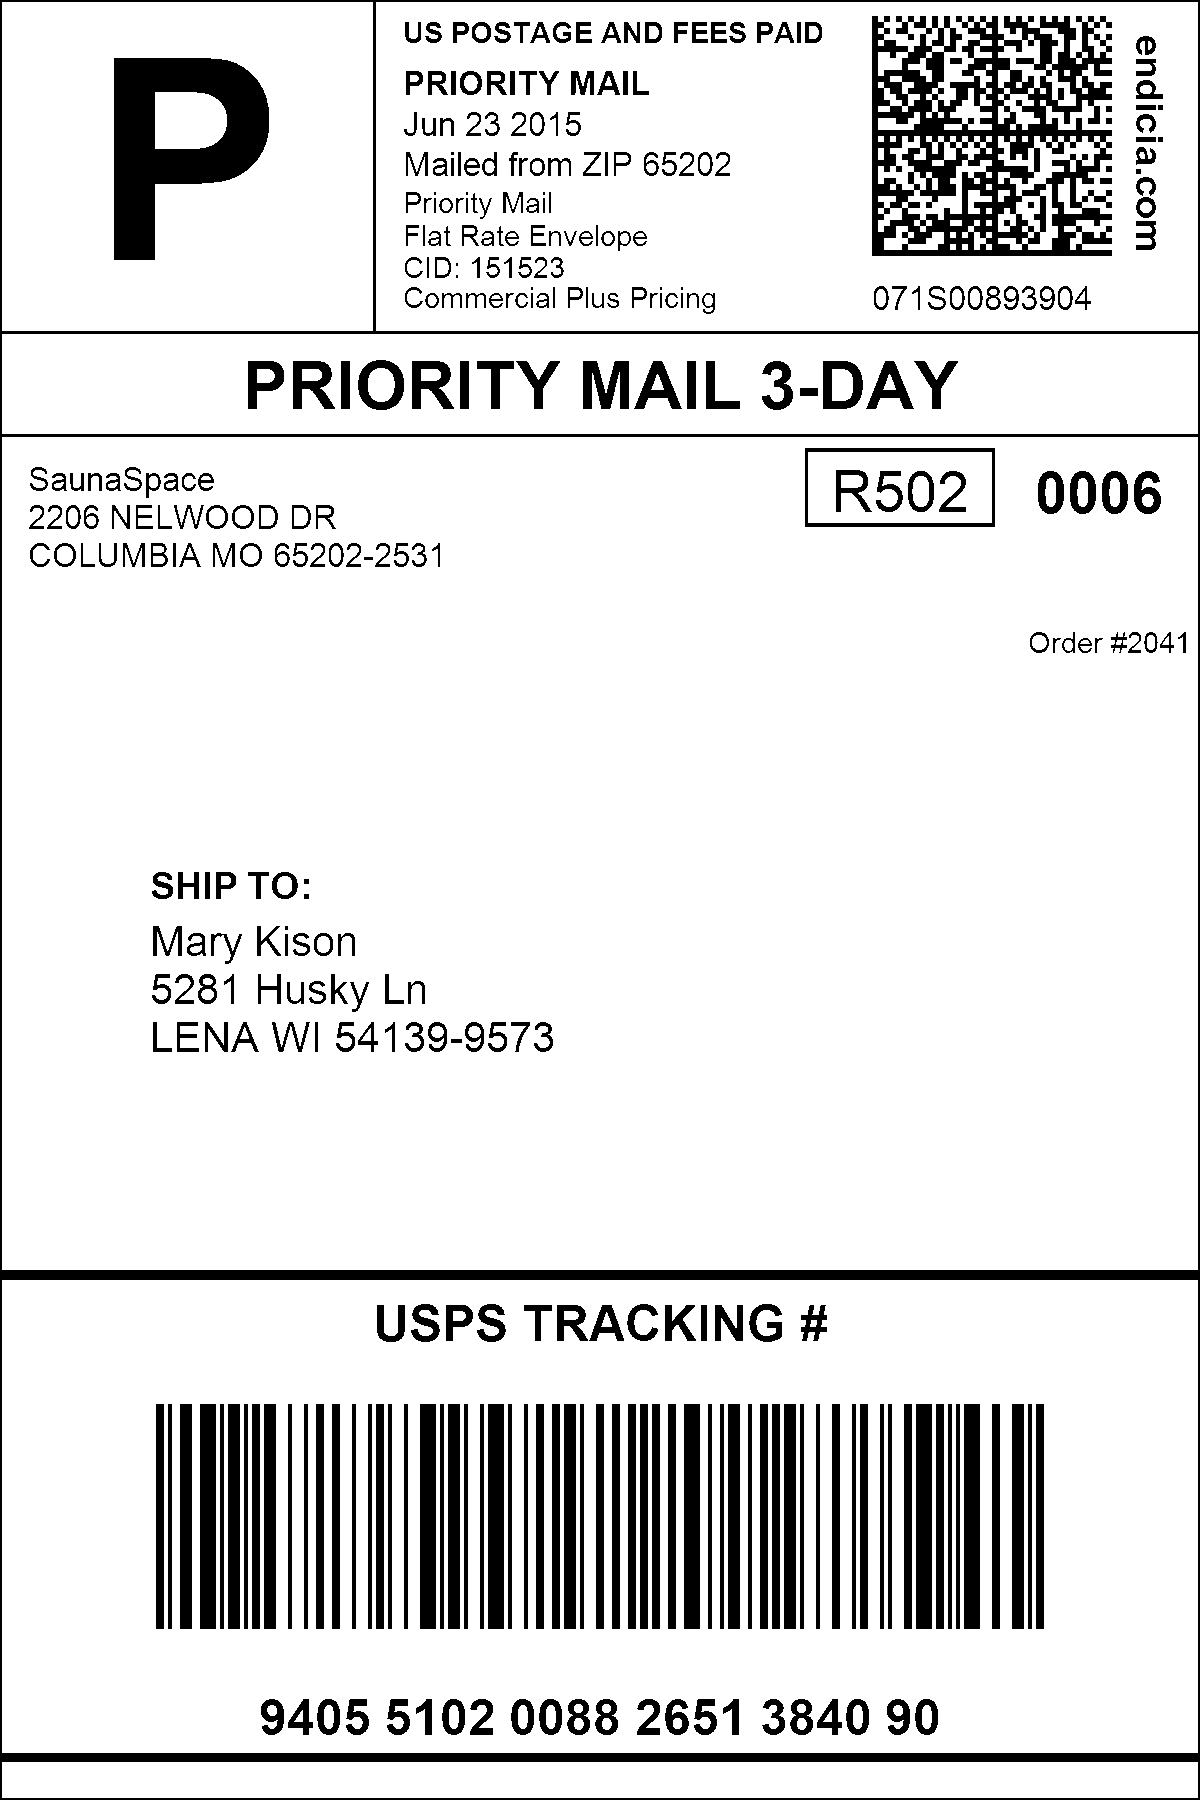 P
US POSTAGE AND FEES PAID
PRIORITY MAIL
Jun 23 2015
Mailed from ZIP 65202
Priority Mail
Flat Rate Envelope
CID: 151523
Commercial Plus Pricing
endicia.com
071S00893904
PRIORITY MAIL 3-DAY
SaunaSpace
2206 NELWOOD DR
COLUMBIA MO 65202-2531
R502
0006
Order #2041
SHIP TO:
Mary Kison
5281 Husky Ln
LENA WI 54139-9573
USPS TRACKING #
9405 5102 0088 2651 3840 90